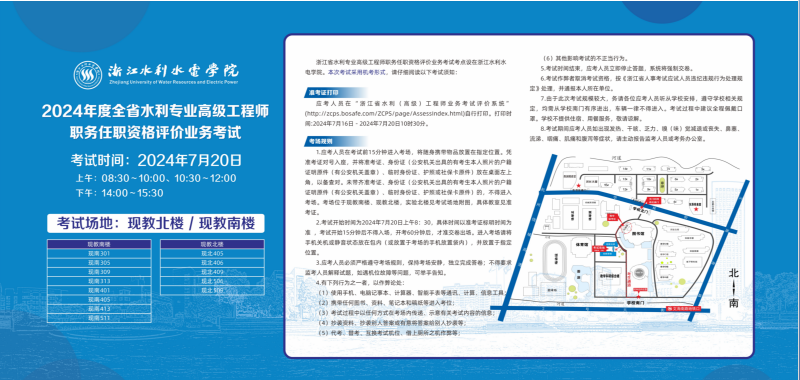 浙江水利水电学院
Zhejiang University of Water Resources and Electric Power
2024年度全省水利专业高级工程师
职务任职资格评价业务考试
考试时间：2024年7月20日
上午：08:30～10:00、10:30～12:00
下午：14:00～15:30
考试场地：现教北楼 / 现教南楼
现教南楼
现南301
现南305
现南309
现南313
现南401
现南405
现南413
现南511
现教北楼
现北405
现北406
现北409
现北506
浙江省水利专业高级工程师职务任职资格评价业务考试考点设在浙江水利水
电学院。本次考试采用机考形式，请仔细阅读以下考试须知：
准考证打印
应考人员在“浙江省水利（高级）工程师业务考试评价系统”
(http://zcps.bosafe.com/ZCPS/page/AssessIndex.html)自行打印。打印时
间:2024年7月16日－2024年7月20日10时30分。
考场规则
1.应考人员在考试前15分钟进入考场，将随身携带物品放置在指定位置。凭
准考证对号入座，并将准考证、身份证（公安机关出具的有考生本人照片的户籍
证明原件（有公安机关盖章）、临时身份证、护照或社保卡原件）放在桌面左上
角，以备查对。未带齐准考证、身份证（公安机关出具的有考生本人照片的户籍
证明原件（有公安机关盖章）、临时身份证、护照或社保卡原件）的，不得进入
考场。考场位于现教南楼、现教北楼，实验北楼见考试场地附图，具体教室见准
考证。
2.考试开始时间为2024年7月20日上午8：30，具体时间以准考证标明时间为
准，考试开始15分钟后不得入场，开考60分钟后，才准交卷出场。进入考场请将
手机关机或静音状态放在包内（或放置于考场的手机放置袋内），并放置于指定
位置。
3.应考人员必须严格遵守考场规则，保持考场安静，独立完成答卷；不得要求
监考人员解释试题，如遇机位故障等问题，可举手告知。
4.有下列行为之一者，以作弊论处：
（1）使用手机、电脑记事本、计算器、智能手表等通讯、计算、信息工具；
（2）携带任何图书、资料、笔记本和稿纸等进入考位；
（3）考试过程中以任何方式在考场内传递、示意有关考试内容的信息；
（4）抄袭资料、抄袭别人答案或有意将答案给别人抄袭等；
（5）代考、替考、互换考试机位、借上厕所之机作弊等；
（6）其他影响考试的不正当行为。
5.考试时间结束，应考人员立即停止答题，系统将强制交卷。
6.考试作弊者取消考试资格，按《浙江省人事考试应试人员违纪违规行为处理规
定》处理，并通报本人所在单位。
7.由于此次考试规模较大，务请各位应考人员听从学校安排，遵守学校相关规
定，均需从学校南门有序进出，车辆一律不得进入。考试过程中建议全程佩戴口
罩。学校不提供住宿、用餐服务，敬请谅解。
8.考试期间应考人员如出现发热、干咳、乏力、嗅（味）觉减退或丧失、鼻塞、
流涕、咽痛、肌痛和腹泻等症状，请主动报告监考人员或考务办公室。
图书馆
体育馆
学校南门
北
南